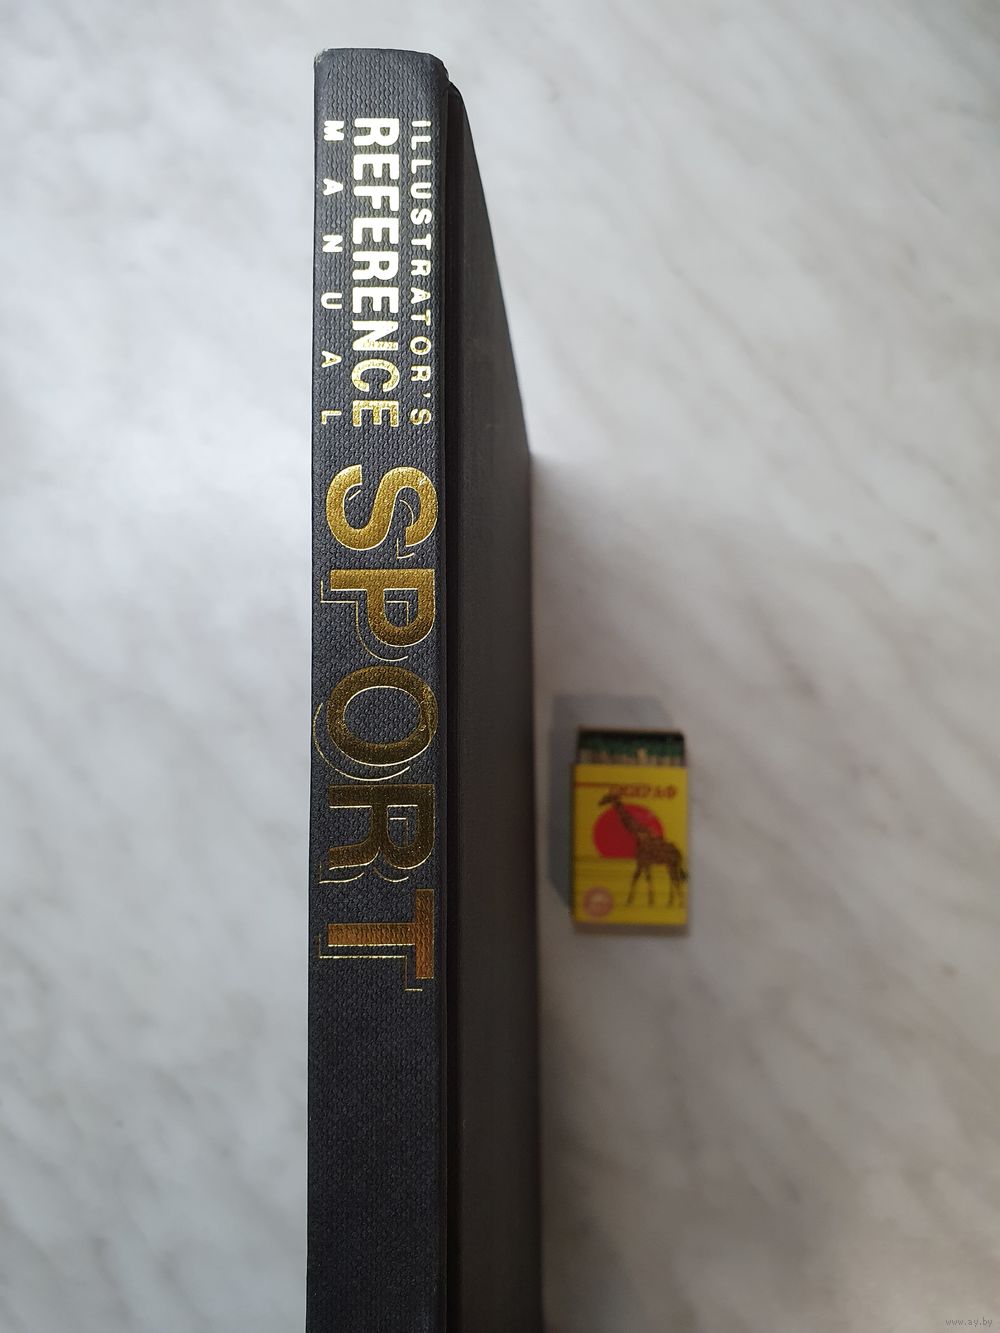 ILLUSTRATOR'S
REFERENCE
MANUAL
SPORT
www.ay.by